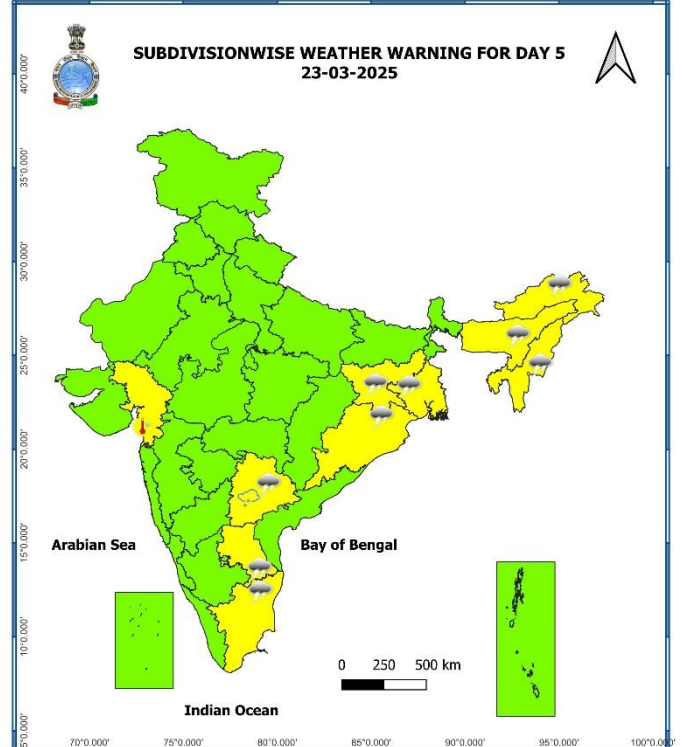 SUBDIVISIONWISE WEATHER WARNING FOR DAY 5
23-03-2025
40°0.000'
35°0.000'
30°0.000'
25°0.000'
20°0.000'
15°0.000'
10°0.000'
5°0.000'
Arabian Sea
Bay of Bengal
0 250 500 km
Indian Ocean
70°0.000' 75°0.000' 80°0.000' 85°0.000' 90°0.000' 95°0.000' 100°0.000'